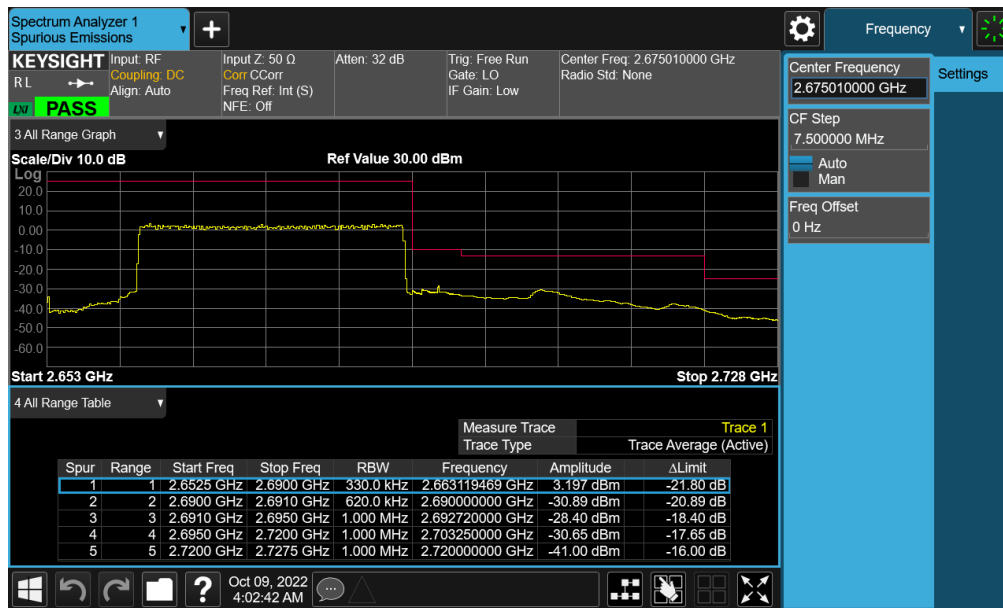 Spectrum Analyzer 1
Spurious Emissions
Frequency
KEYSIGHT
R L
LXI PASS
Input: RF
Coupling: DC
Align: Auto
Input Z: 50 Ω
Corr CCorr
Freq Ref: Int (S)
NFE: Off
Atten: 32 dB
Trig: Free Run
Gate: LO
IF Gain: Low
Center Freq: 2.675010000 GHz
Radio Std: None
Center Frequency
2.675010000 GHz
Settings
CF Step
7.500000 MHz
Auto
Man
Freq Offset
0 Hz
3 All Range Graph
Scale/Div 10.0 dB
Ref Value 30.00 dBm
Log
20.0
10.0
0.00
-10.0
-20.0
-30.0
-40.0
-50.0
-60.0
Start 2.653 GHz
Stop 2.728 GHz
4 All Range Table
Measure Trace Trace 1
Trace Type Trace Average (Active)
Spur Range Start Freq Stop Freq RBW Frequency Amplitude ΔLimit
1 1 2.6525 GHz 2.6900 GHz 330.0 kHz 2.663119469 GHz 3.197 dBm -21.80 dB
2 2 2.6900 GHz 2.6910 GHz 620.0 kHz 2.690000000 GHz -30.89 dBm -20.89 dB
3 3 2.6910 GHz 2.6950 GHz 1.000 MHz 2.692720000 GHz -28.40 dBm -18.40 dB
4 4 2.6950 GHz 2.7200 GHz 1.000 MHz 2.703250000 GHz -30.65 dBm -17.65 dB
5 5 2.7200 GHz 2.7275 GHz 1.000 MHz 2.720000000 GHz -41.00 dBm -16.00 dB
Oct 09, 2022
4:02:42 AM